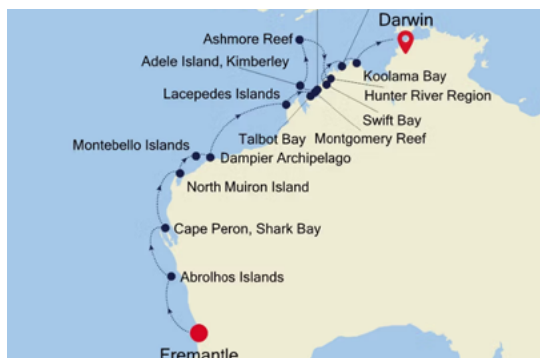 Darwin
Ashmore Reef
Adele Island, Kimberley
Koolama Bay
Lacepedes Islands
Hunter River Region
Swift Bay
Talbot Bay
Montgomery Reef
Montebello Islands
Dampier Archipelago
North Muiron Island
Cape Peron, Shark Bay
Abrolhos Islands
Fremantle